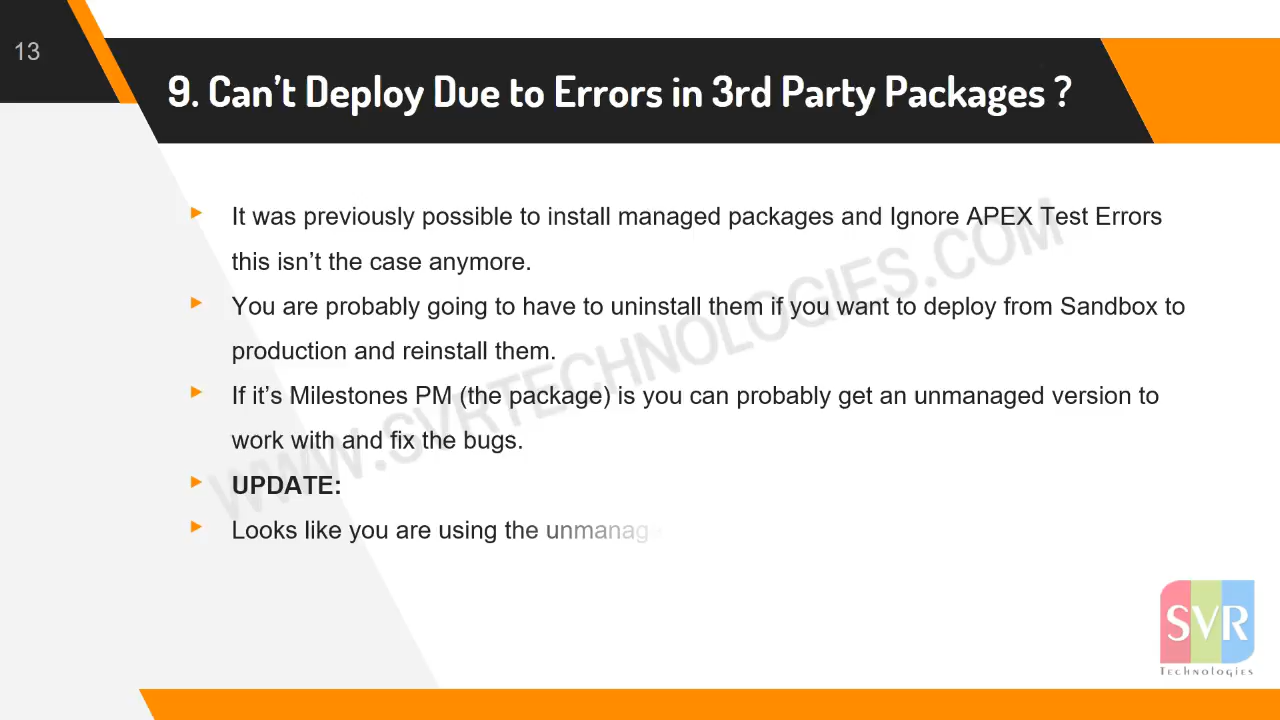 13
9. Can't Deploy Due to Errors in 3rd Party Packages ?
It was previously possible to install managed packages and Ignore APEX Test Errors
this isn't the case anymore.
You are probably going to have to uninstall them if you want to deploy from Sandbox to
production and reinstall them.
If it's Milestones PM (the package) is you can probably get an unmanaged version to
work with and fix the bugs.
UPDATE:
Looks like you are using the unmanage
WWW.SVRTECHNOLOGIES.COM
SVR
Technologies